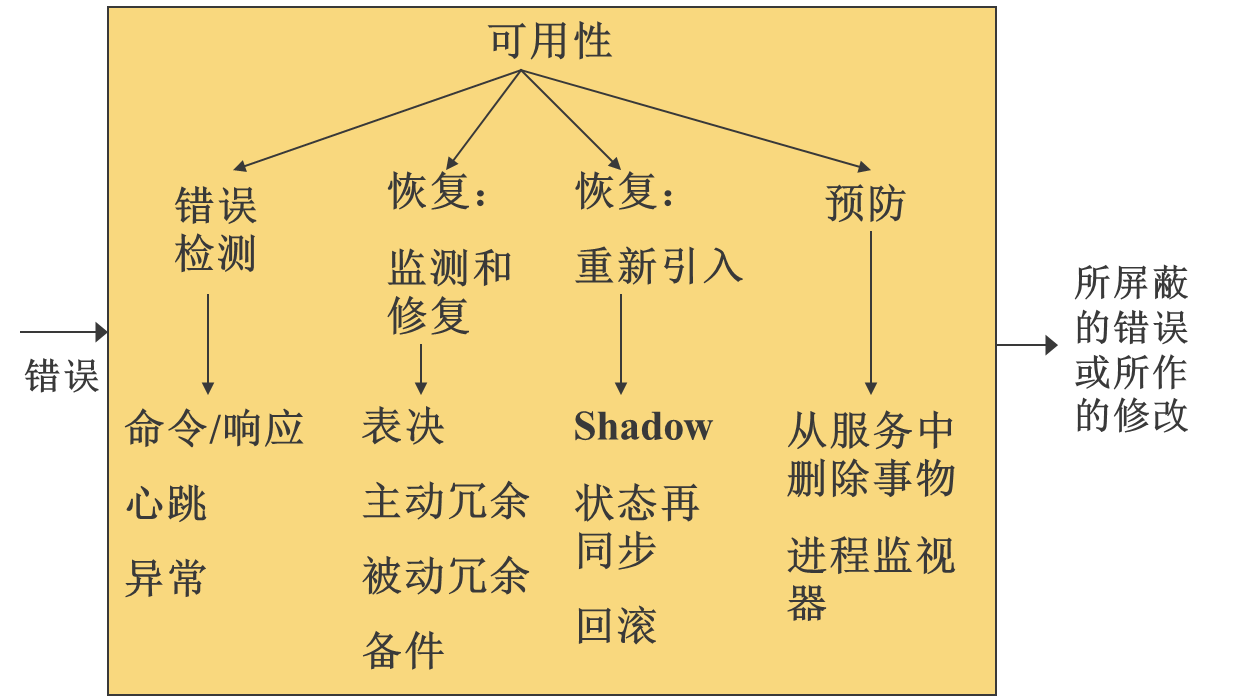 可用性
错误
检测
恢复：
监测和
修复
恢复：
重新引入
预防
错误
命令/响应
心跳
异常
表决
主动冗余
被动冗余
备件
Shadow
状态再
同步
回滚
从服务中
删除事物
进程监视
器
所屏蔽
的错误
或所作
的修改